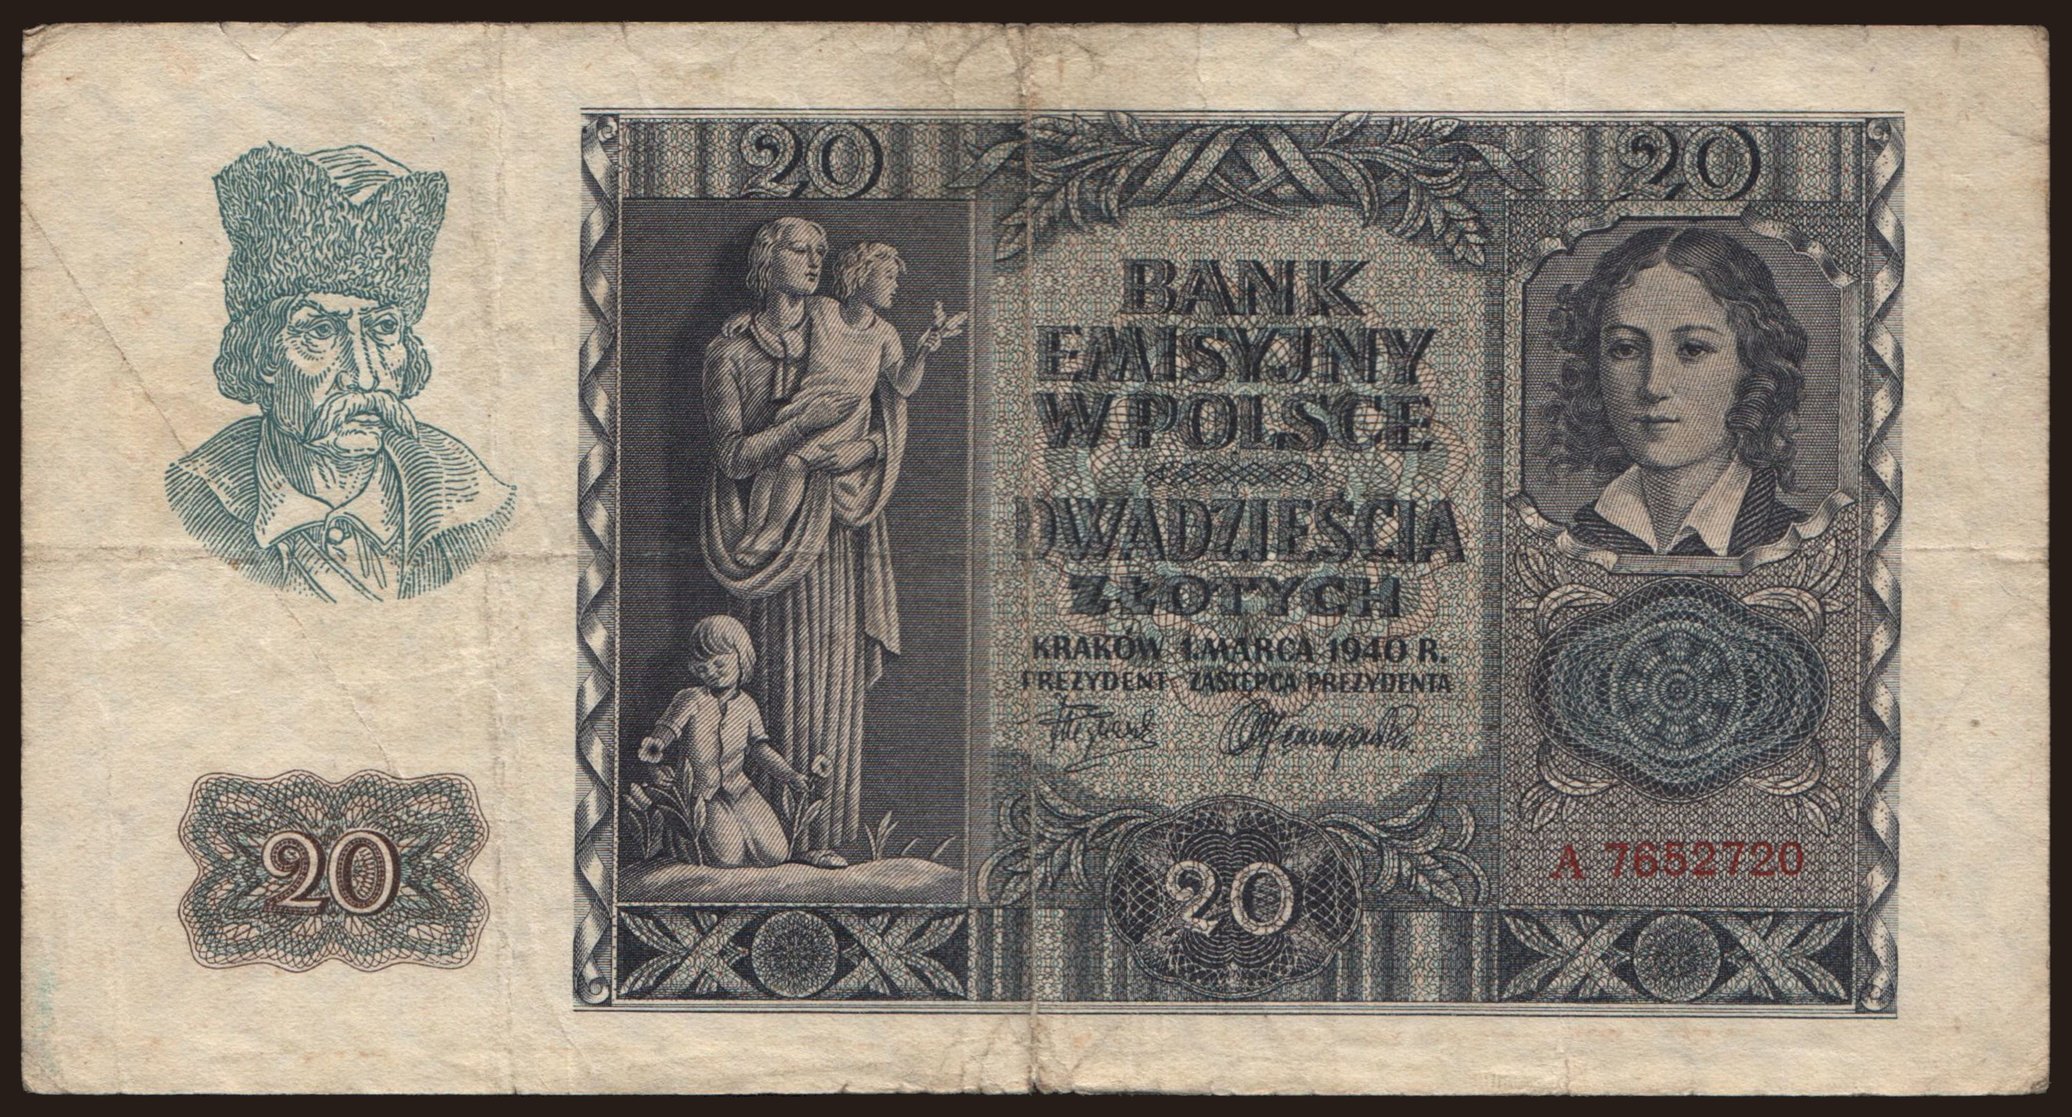 20
20
BANK
EMISYJNY
W POLSCE
DWADZIEŚCIA
ZŁOTYCH
KRAKÓW 1. MARCA 1940 R.
PREZYDENT ZASTĘPCA PREZYDENTA
20
20
A 7652720